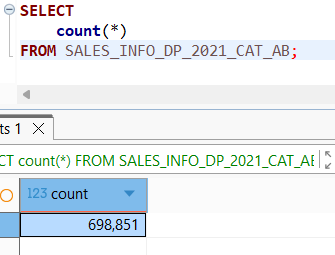 SELECT
count(*)
FROM SALES_INFO_DP_2021_CAT_AB;
ts 1
CT count(*) FROM SALES_INFO_DP_2021_CAT_AB
123 count
698,851